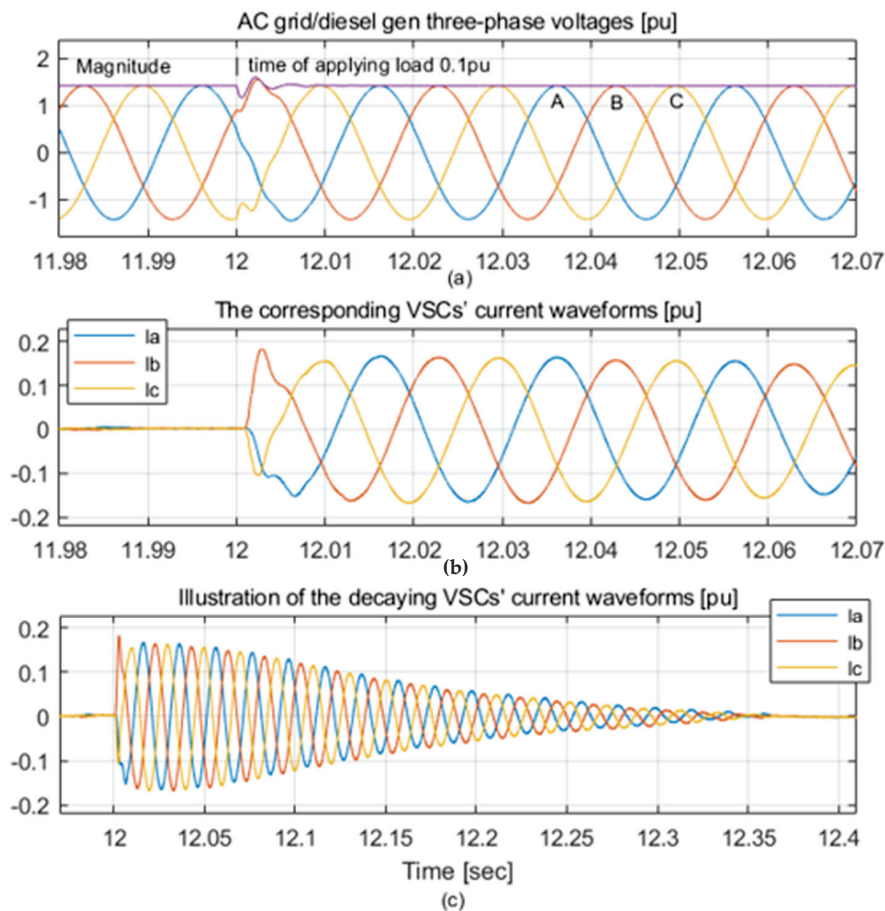 AC grid/diesel gen three-phase voltages [pu]
Magnitude | time of applying load 0.1pu
2
1
0
-1
A B C
11.98 11.99 12 12.01 12.02 12.03 12.04 12.05 12.06 12.07
(a)
The corresponding VSCs' current waveforms [pu]
Ia
Ib
Ic
0.2
0.1
0
-0.1
-0.2
11.98 11.99 12 12.01 12.02 12.03 12.04 12.05 12.06 12.07
(b)
Illustration of the decaying VSCs' current waveforms [pu]
Ia
Ib
Ic
0.2
0.1
0
-0.1
-0.2
12 12.05 12.1 12.15 12.2 12.25 12.3 12.35 12.4
Time [sec]
(c)